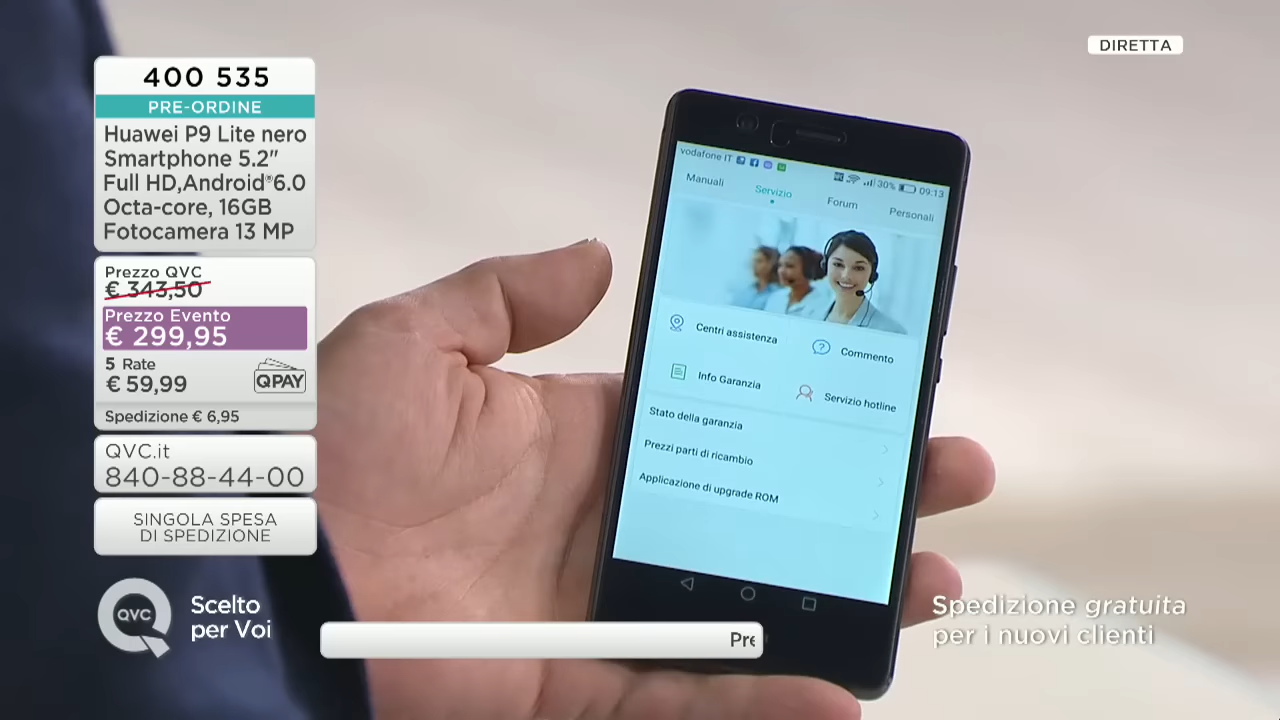 DIRETTA
400 535
PRE-ORDINE
Huawei P9 Lite nero
Smartphone 5.2"
Full HD,Android®6.0
Octa-core, 16GB
Fotocamera 13 MP
Prezzo QVC
€ 343,50
Prezzo Evento
€ 299,95
5 Rate
€ 59,99
QPAY
Spedizione € 6,95
QVC.it
840-88-44-00
SINGOLA SPESA
DI SPEDIZIONE
QVC
Scelto
per Voi
Pre
Spedizione gratuita
per i nuovi clienti
vodafone IT 30% 09:13
Manuali Servizio Forum Personali
Centri assistenza Commento
Info Garanzia Servizio hotline
Stato della garanzia
Prezzi parti di ricambio
Applicazione di upgrade ROM